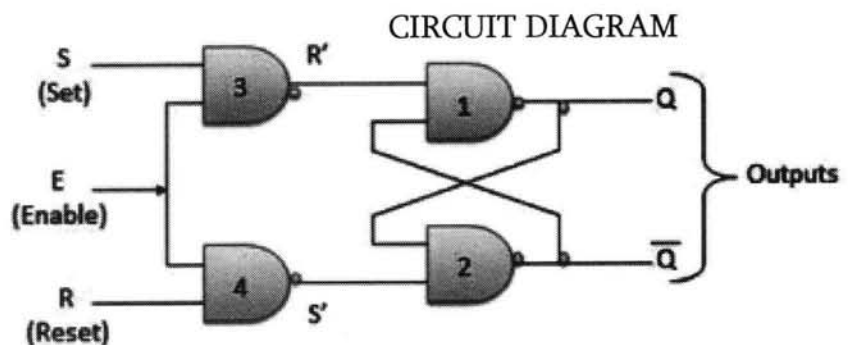 CIRCUIT DIAGRAM
S
(Set)
3
R'
1
Q
E
(Enable)
Outputs
4
2
Q̅
R
(Reset)
S'